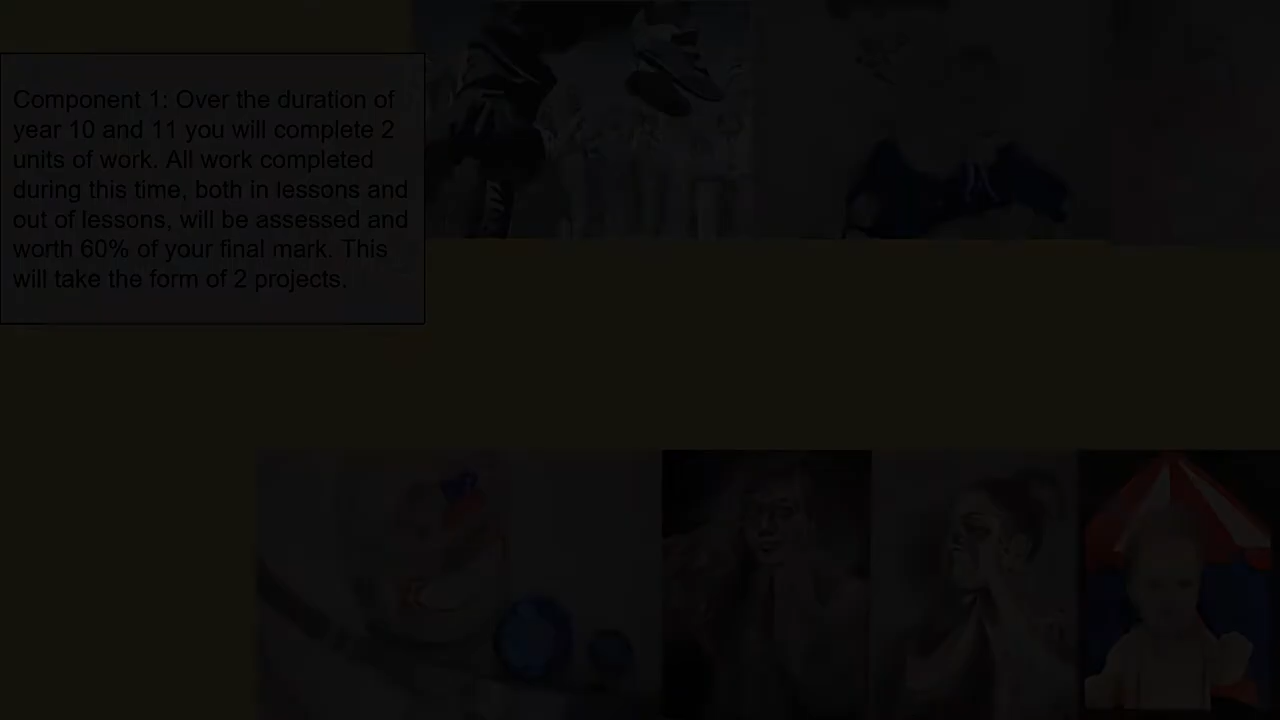 Component 1: Over the duration of
year 10 and 11 you will complete 2
units of work. All work completed
during this time, both in lessons and
out of lessons, will be assessed and
worth 60% of your final mark. This
will take the form of 2 projects.